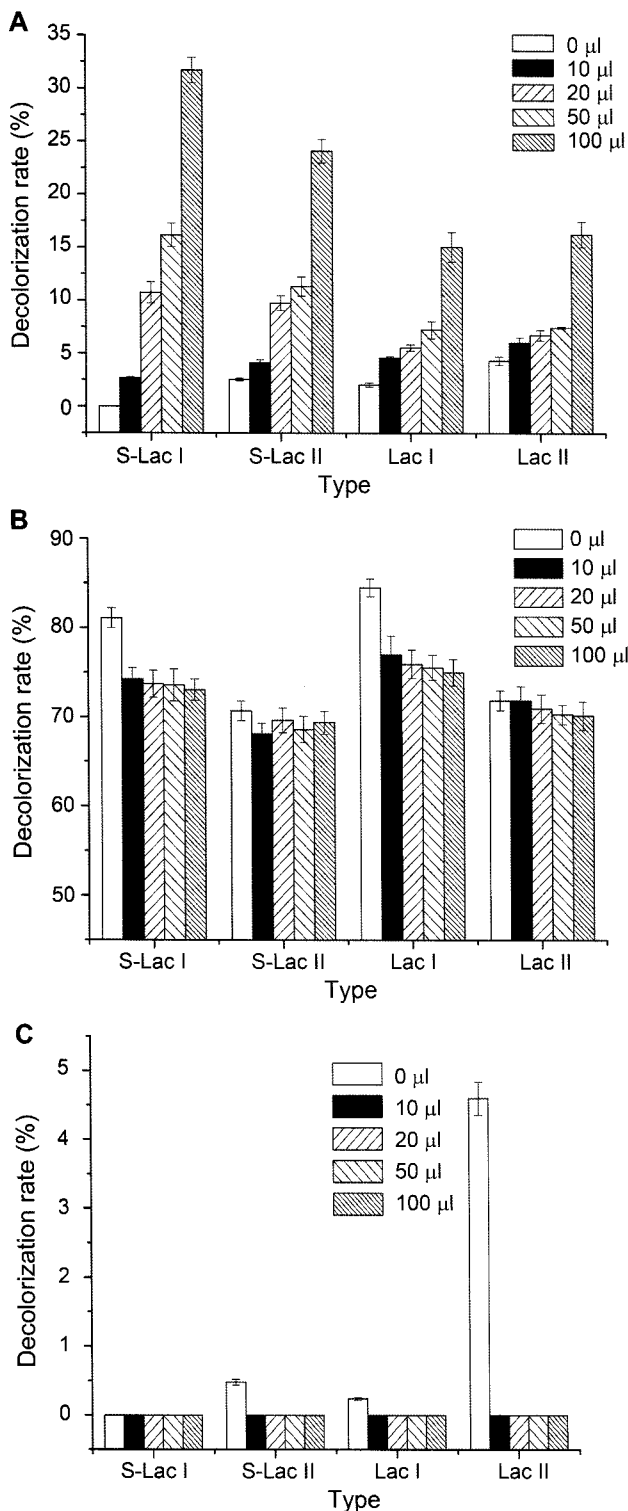 A
35
30
25
20
15
10
5
0
Decolorization rate (%)
0 µl
10 µl
20 µl
50 µl
100 µl
S-Lac I S-Lac II Lac I Lac II
Type
B
90
80
70
60
50
Decolorization rate (%)
0 µl
10 µl
20 µl
50 µl
100 µl
S-Lac I S-Lac II Lac I Lac II
Type
C
5
4
3
2
1
0
Decolorization rate (%)
0 µl
10 µl
20 µl
50 µl
100 µl
S-Lac I S-Lac II Lac I Lac II
Type